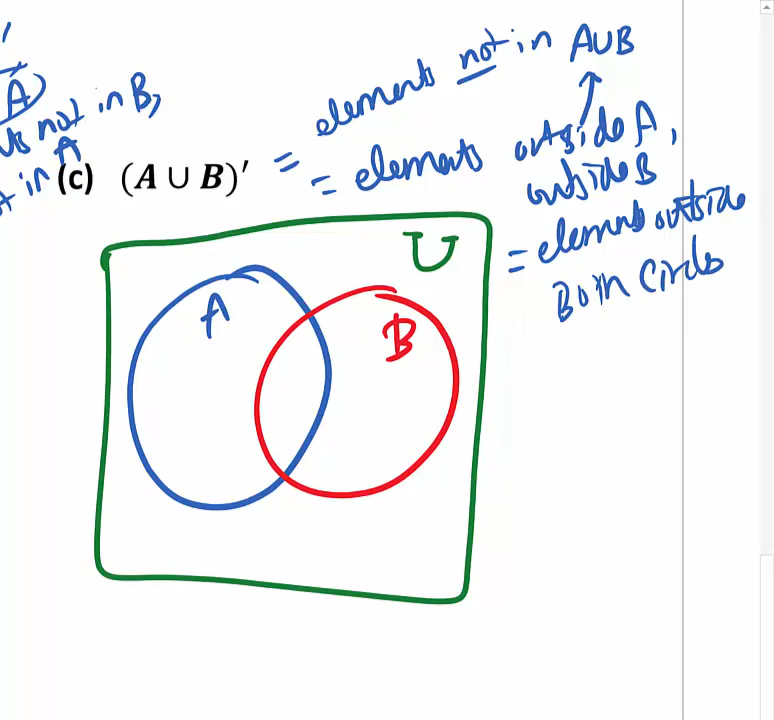 A)
not in B,
in A
(c) (A ∪ B)′ = elements not in A∪B
= elements outside A,
outside B
= elements outside
Both Circles
U
A
B